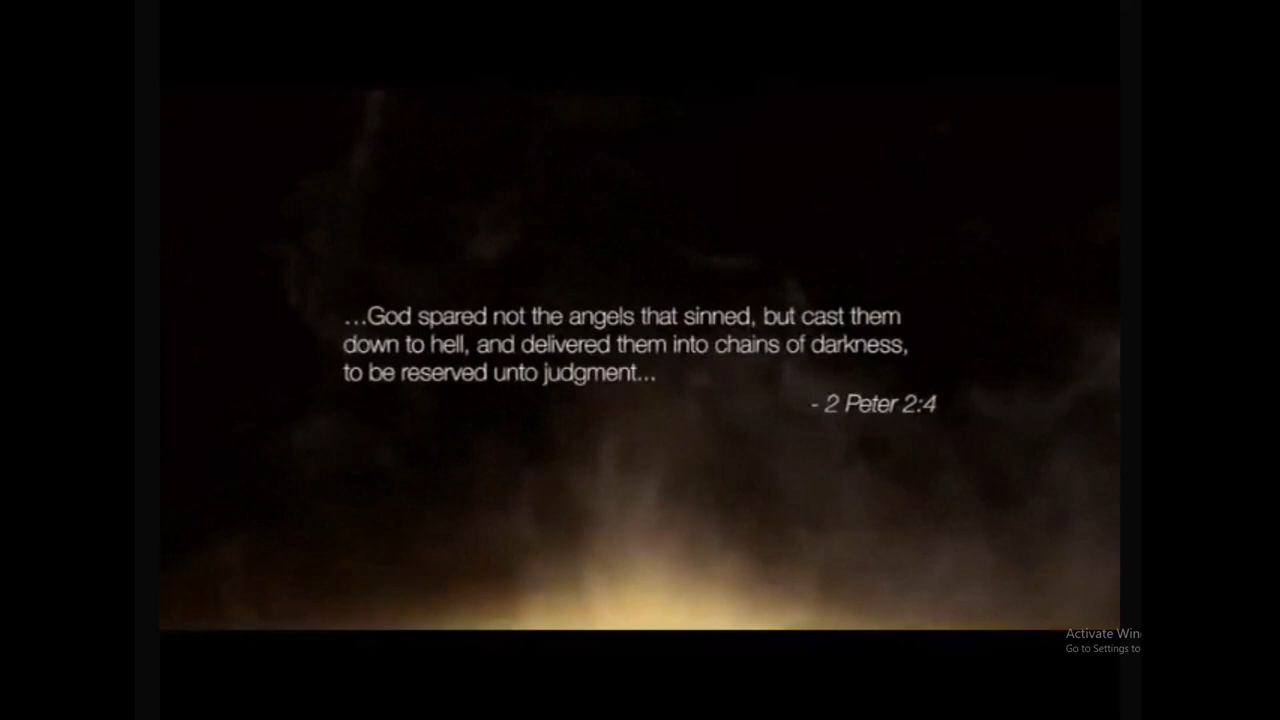 ...God spared not the angels that sinned, but cast them
down to hell, and delivered them into chains of darkness,
to be reserved unto judgment...
- 2 Peter 2:4
Activate Win
Go to Settings to